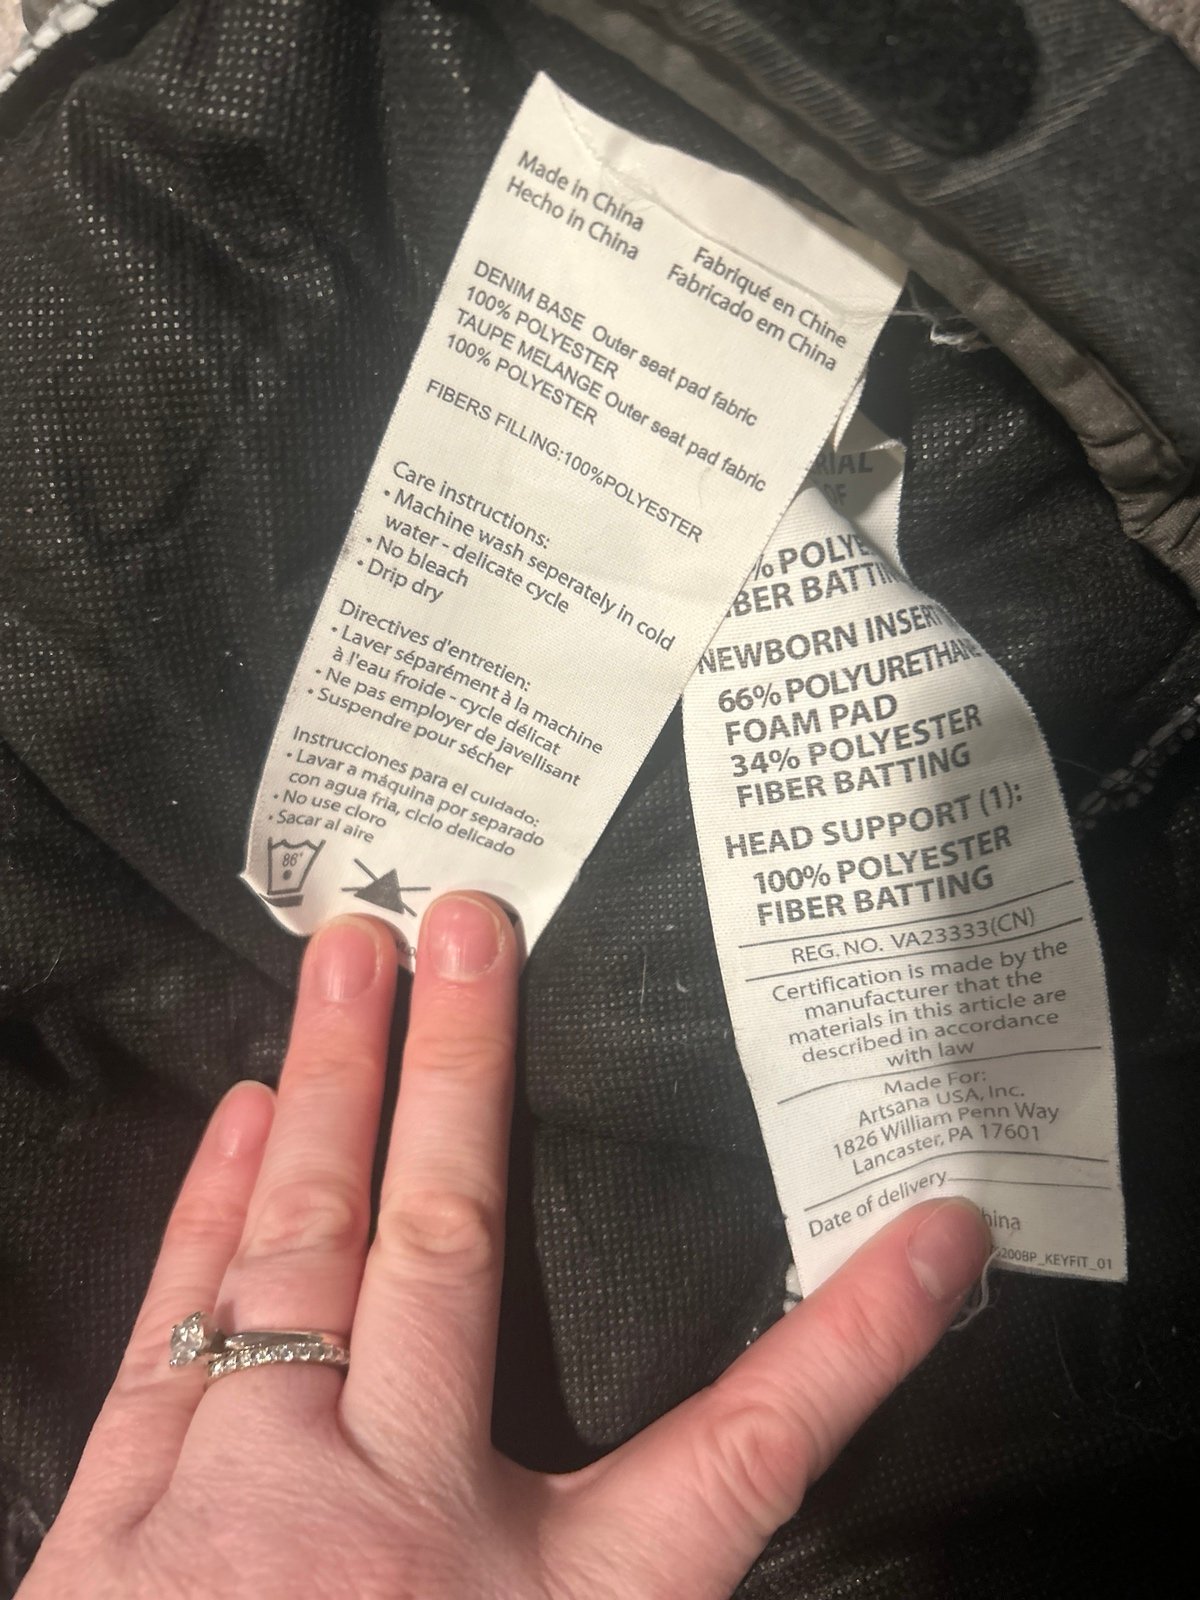 Made in China
Hecho in China
Fabriqué en Chine
Fabricado em China
DENIM BASE Outer seat pad fabric
100% POLYESTER
TAUPE MELANGE Outer seat pad fabric
100% POLYESTER
FIBERS FILLING:100%POLYESTER
Care instructions:
• Machine wash seperately in cold
water - delicate cycle
• No bleach
• Drip dry
Directives d'entretien:
• Laver séparément à la machine
à l'eau froide - cycle délicat
• Ne pas employer de javellisant
• Suspendre pour sécher
Instrucciones para el cuidado:
• Lavar a máquina por separado
con agua fria, ciclo delicado
• No use cloro
• Sacar al aire
86°
OF
% POLYE
BER BATTIN
NEWBORN INSERT
66% POLYURETHANE
FOAM PAD
34% POLYESTER
FIBER BATTING
HEAD SUPPORT (1):
100% POLYESTER
FIBER BATTING
REG. NO. VA23333(CN)
Certification is made by the
manufacturer that the
materials in this article are
described in accordance
with law
Made For:
Artsana USA, Inc.
1826 William Penn Way
Lancaster, PA 17601
Date of delivery
hina
2008P_KEYFIT_01